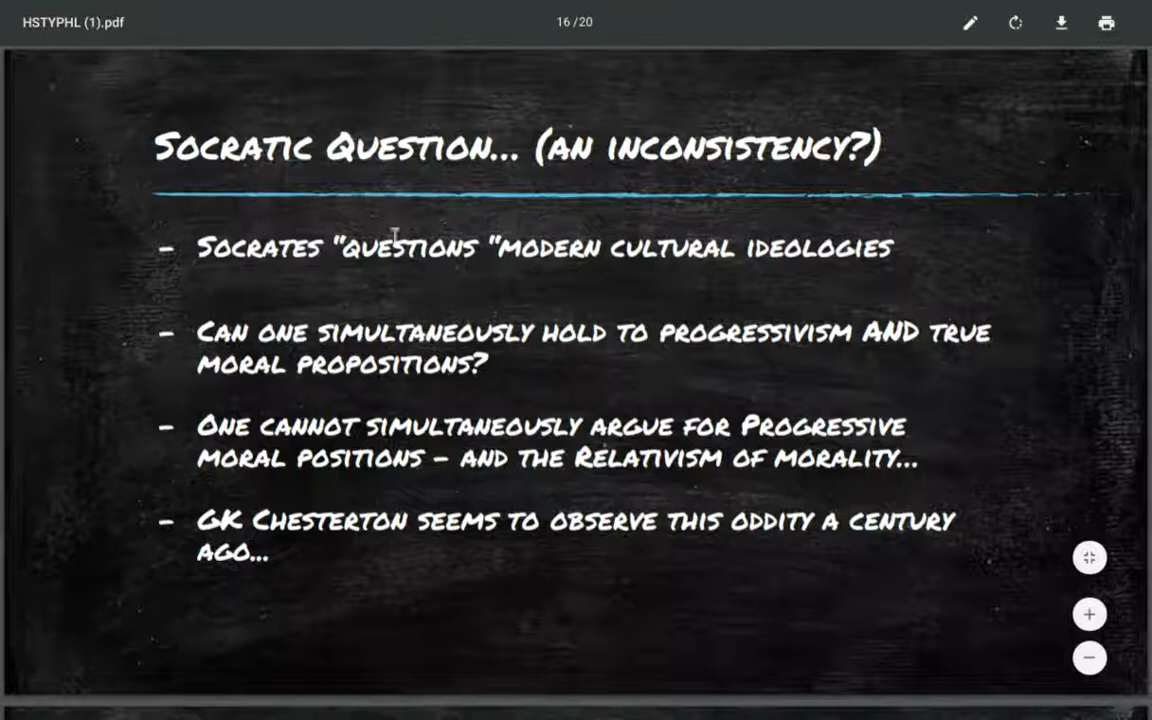 HSTYPHL (1).pdf
16 / 20
SOCRATIC QUESTION... (AN INCONSISTENCY?)
- SOCRATES "QUESTIONS "MODERN CULTURAL IDEOLOGIES
- CAN ONE SIMULTANEOUSLY HOLD TO PROGRESSIVISM AND TRUE
MORAL PROPOSITIONS?
- ONE CANNOT SIMULTANEOUSLY ARGUE FOR PROGRESSIVE
MORAL POSITIONS – AND THE RELATIVISM OF MORALITY...
- GK CHESTERTON SEEMS TO OBSERVE THIS ODDITY A CENTURY
AGO...